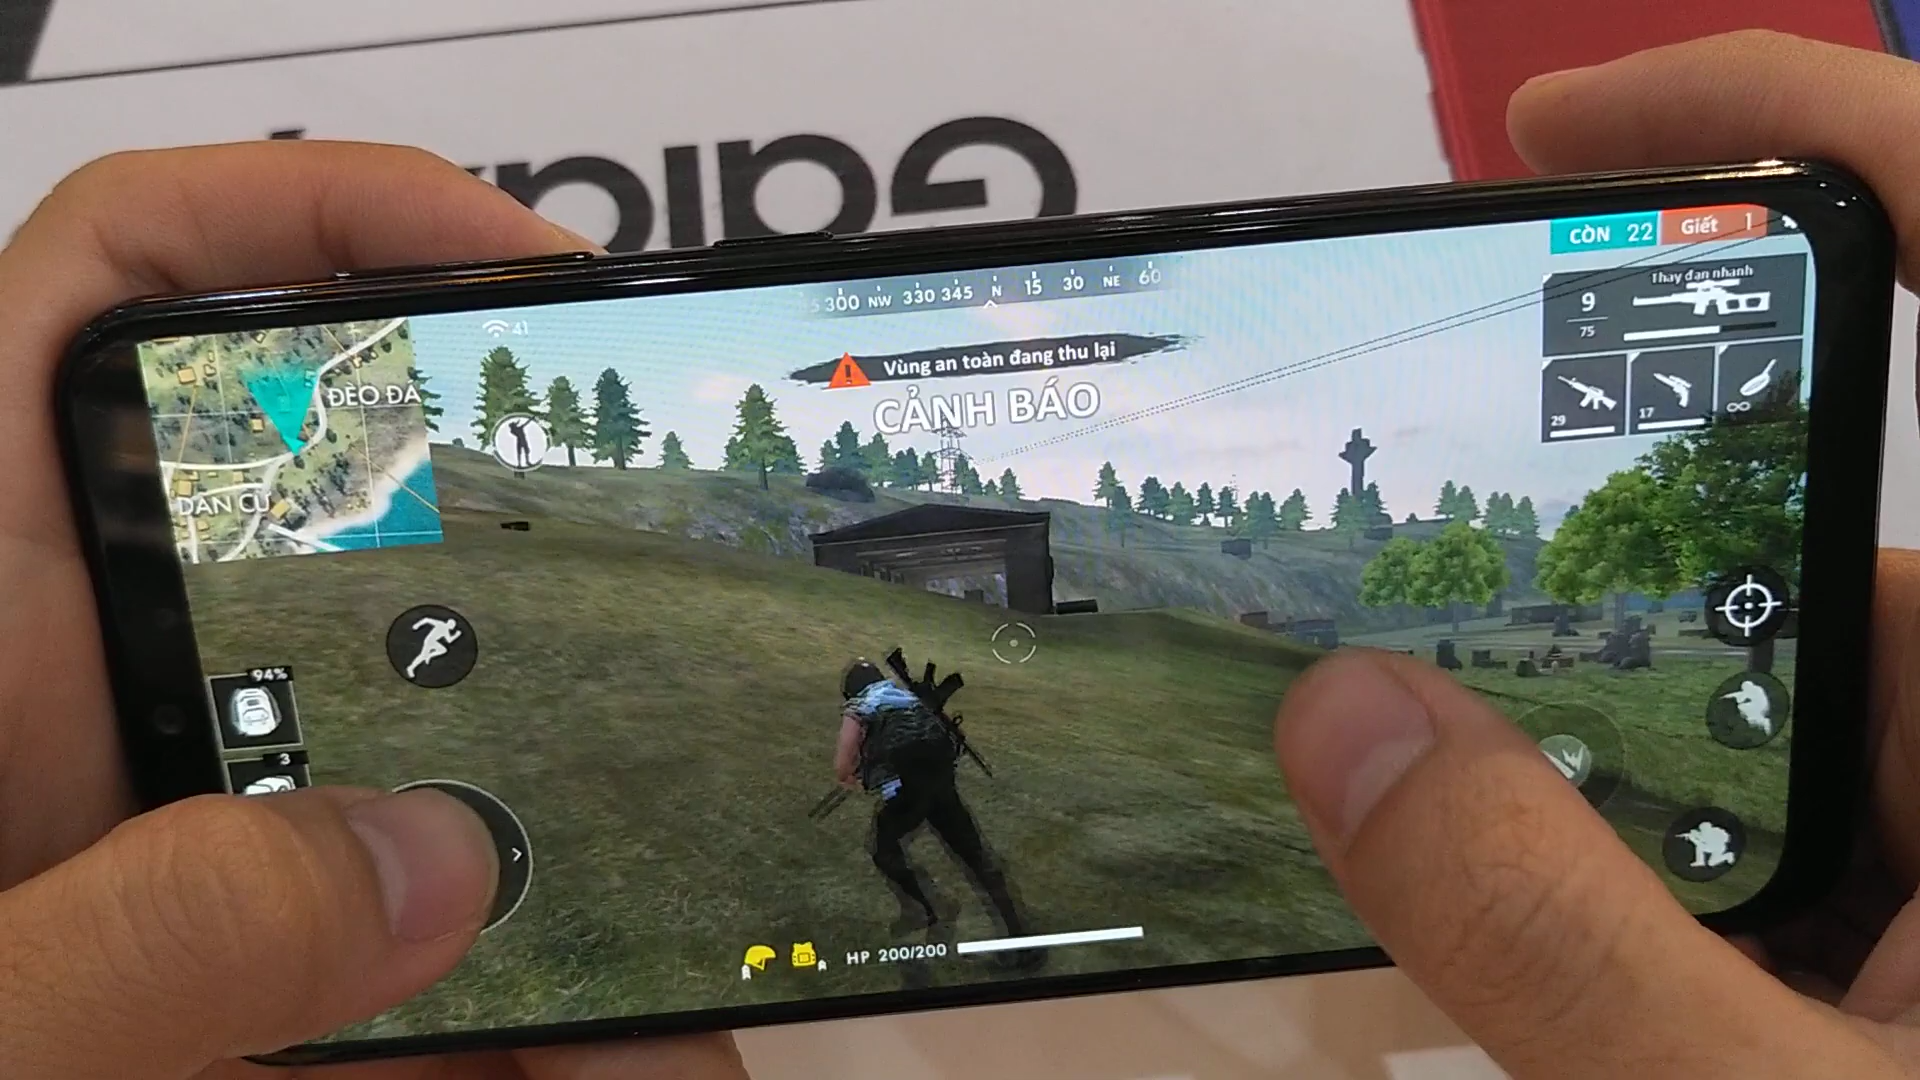 Galaxy
CÒN 22
Giết 1
300 NW 330 345 N 15 30 NE 60
Thay đạn nhanh
9
75
41
Vùng an toàn đang thu lại
CẢNH BÁO
ĐÈO ĐÁ
DÂN CƯ
29
17
∞
94%
3
HP 200/200